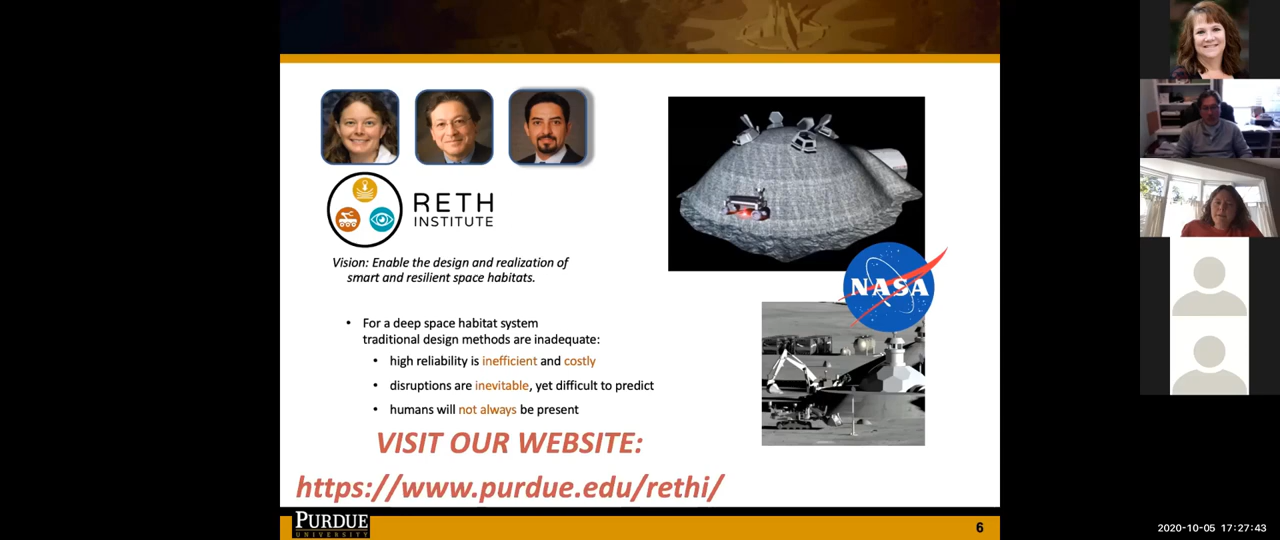 RETH
INSTITUTE
Vision: Enable the design and realization of
smart and resilient space habitats.
• For a deep space habitat system
traditional design methods are inadequate:
• high reliability is inefficient and costly
• disruptions are inevitable, yet difficult to predict
• humans will not always be present
VISIT OUR WEBSITE:
https://www.purdue.edu/rethi/
NASA
PURDUE
UNIVERSITY
6
2020-10-05 17:27:43